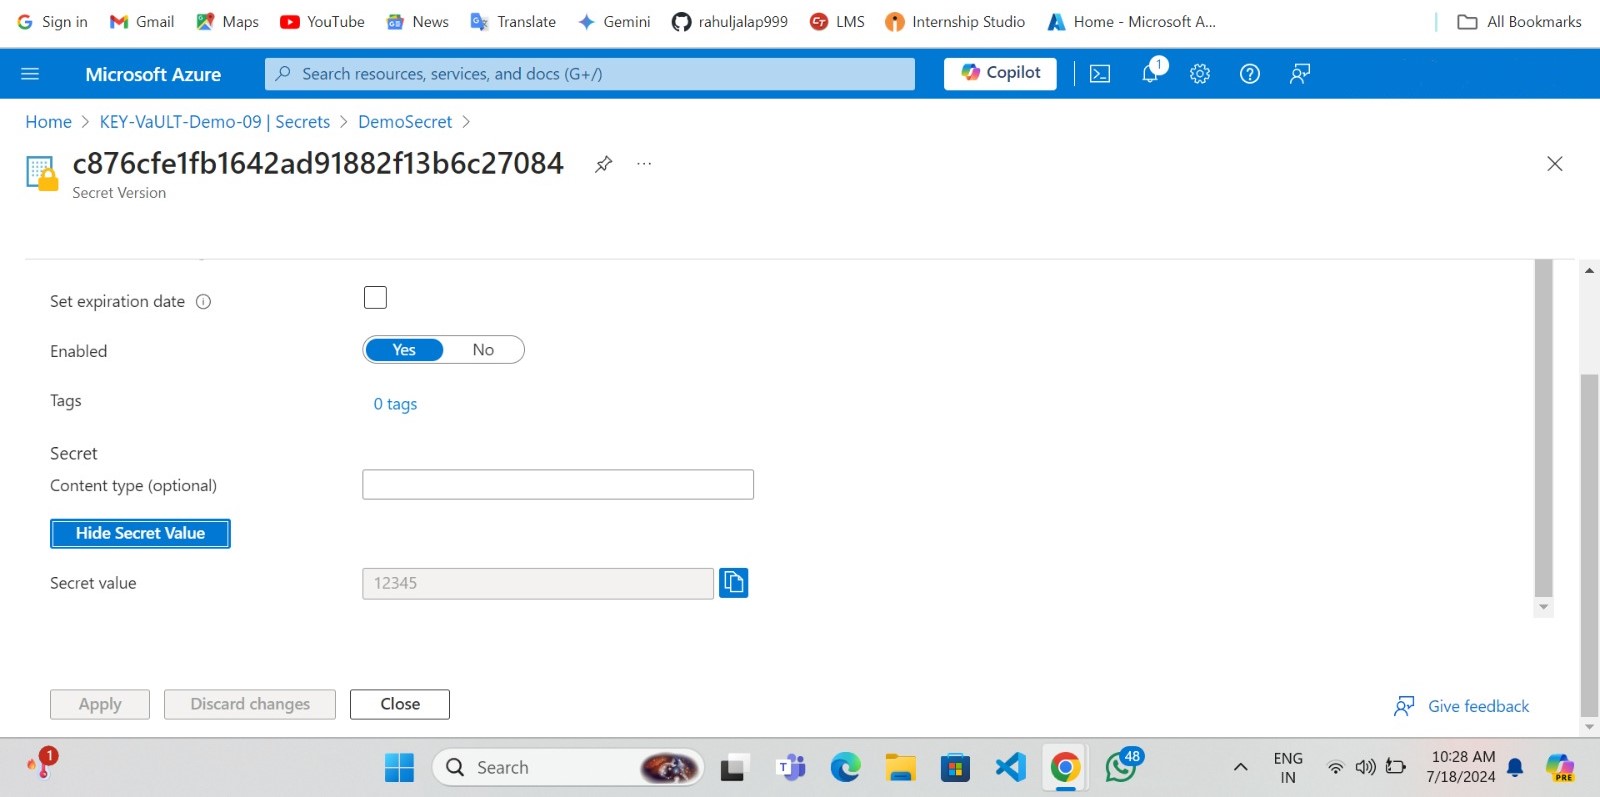 Sign in Gmail Maps YouTube News Translate Gemini rahuljalap999 LMS Internship Studio Home - Microsoft A... All Bookmarks
Microsoft Azure Search resources, services, and docs (G+/) Copilot 1
Home > KEY-VaULT-Demo-09 | Secrets > DemoSecret >
c876cfe1fb1642ad91882f13b6c27084 ...
Secret Version
Set expiration date
Enabled Yes No
Tags 0 tags
Secret
Content type (optional)
Hide Secret Value
Secret value 12345
Apply Discard changes Close Give feedback
1 Search 48 ENG 10:28 AM
IN 7/18/2024 PRE